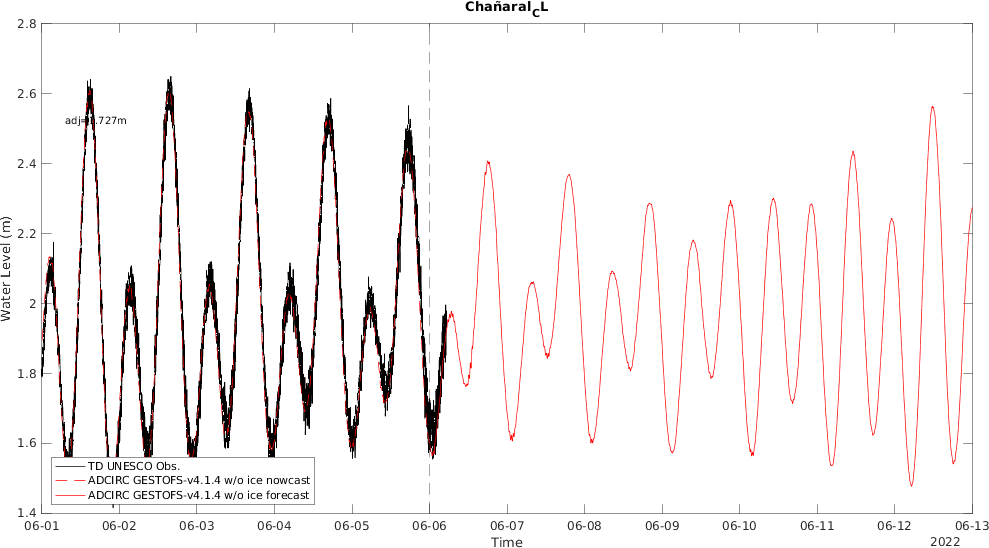 Chañaral_CL
2.8
2.6
2.4
2.2
2
1.8
1.6
1.4
Water Level (m)
TD UNESCO Obs.
ADCIRC GESTOFS-v4.1.4 w/o ice nowcast
ADCIRC GESTOFS-v4.1.4 w/o ice forecast
06-01 06-02 06-03 06-04 06-05 06-06 06-07 06-08 06-09 06-10 06-11 06-12 06-13
Time
2022